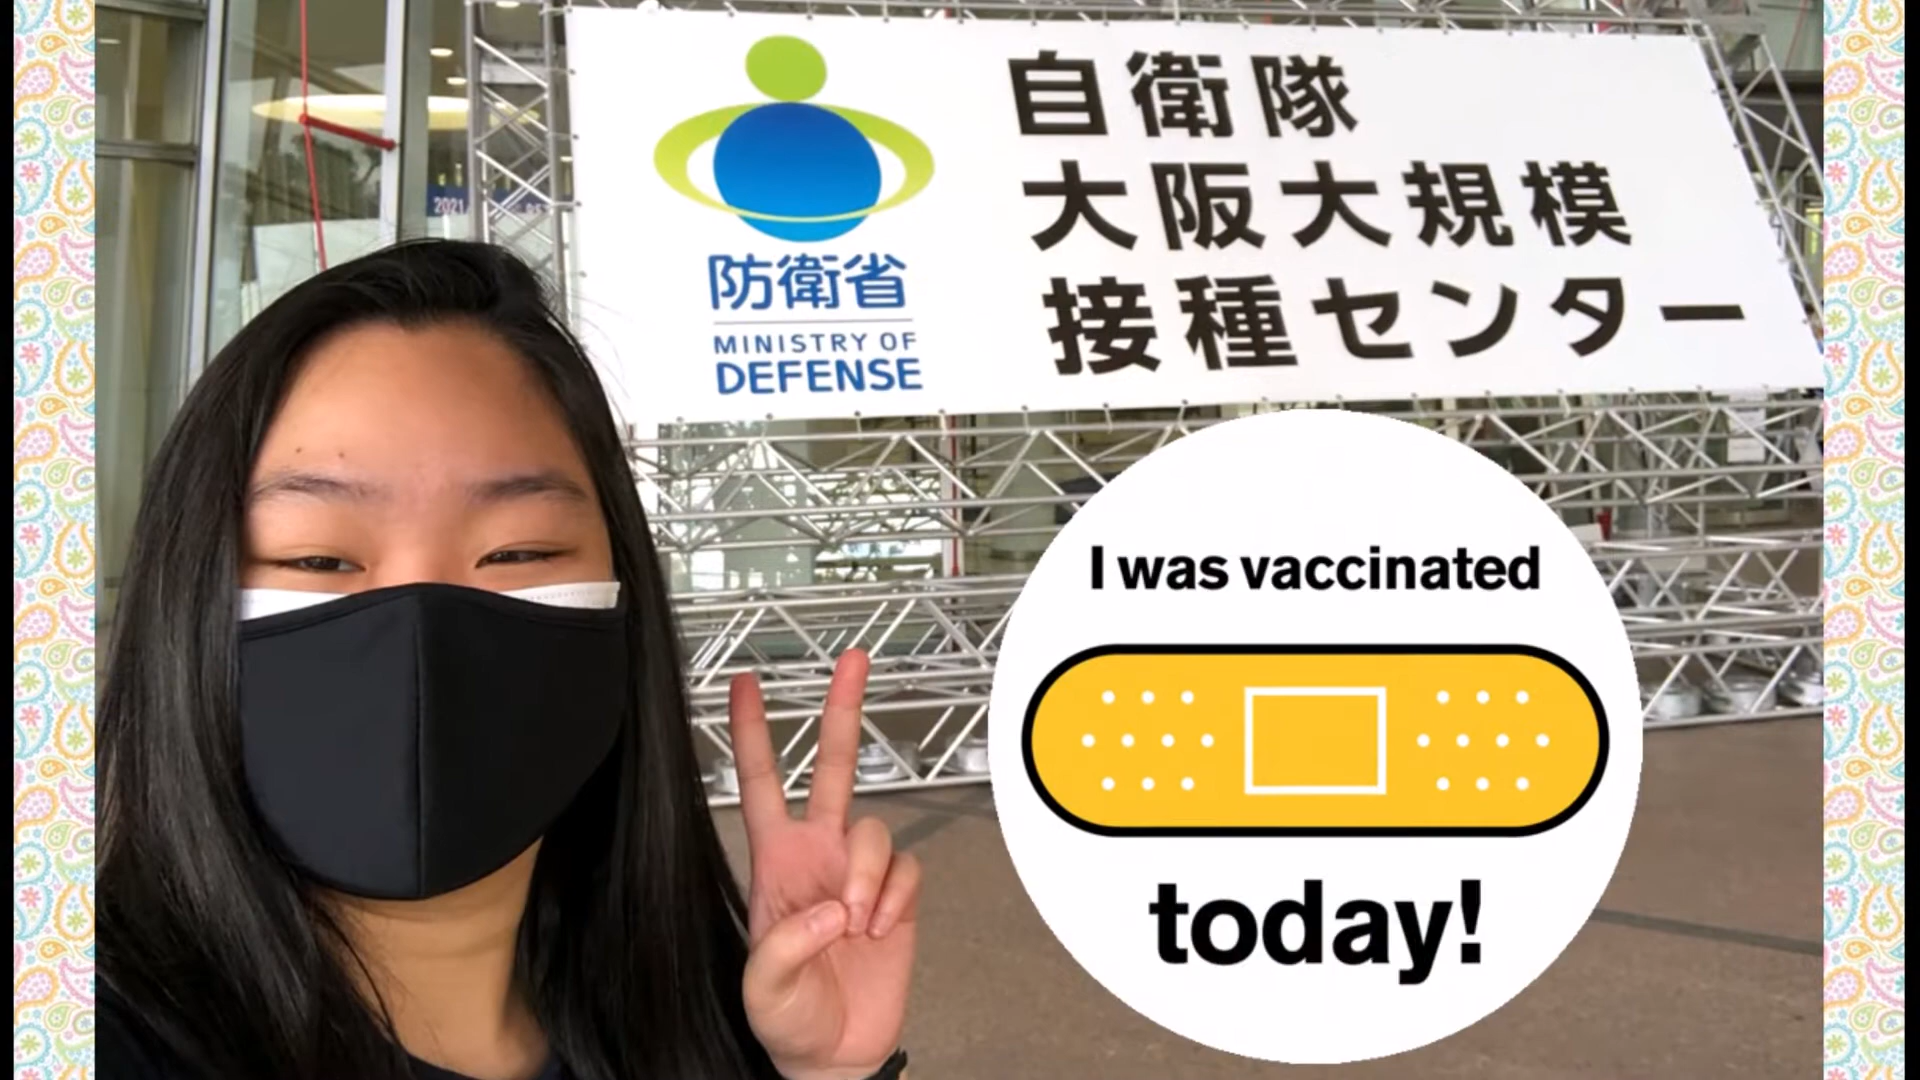 自衛隊
大阪大規模
接種センター
防衛省
MINISTRY OF
DEFENSE
2021
I was vaccinated
today!